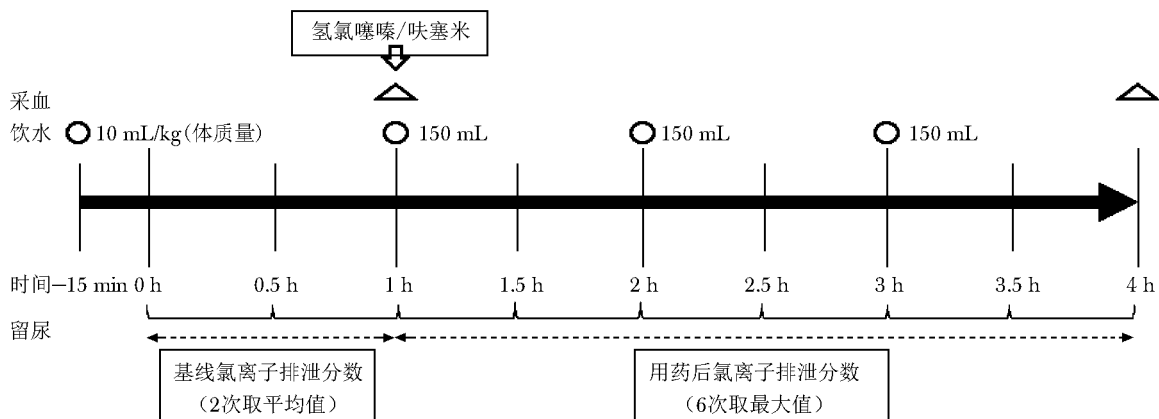 氢氯噻嗪/呋塞米
采血
饮水 10 mL/kg(体质量) 150 mL 150 mL 150 mL
时间-15 min 0 h 0.5 h 1 h 1.5 h 2 h 2.5 h 3 h 3.5 h 4 h
留尿
基线氯离子排泄分数
（2次取平均值）
用药后氯离子排泄分数
（6次取最大值）